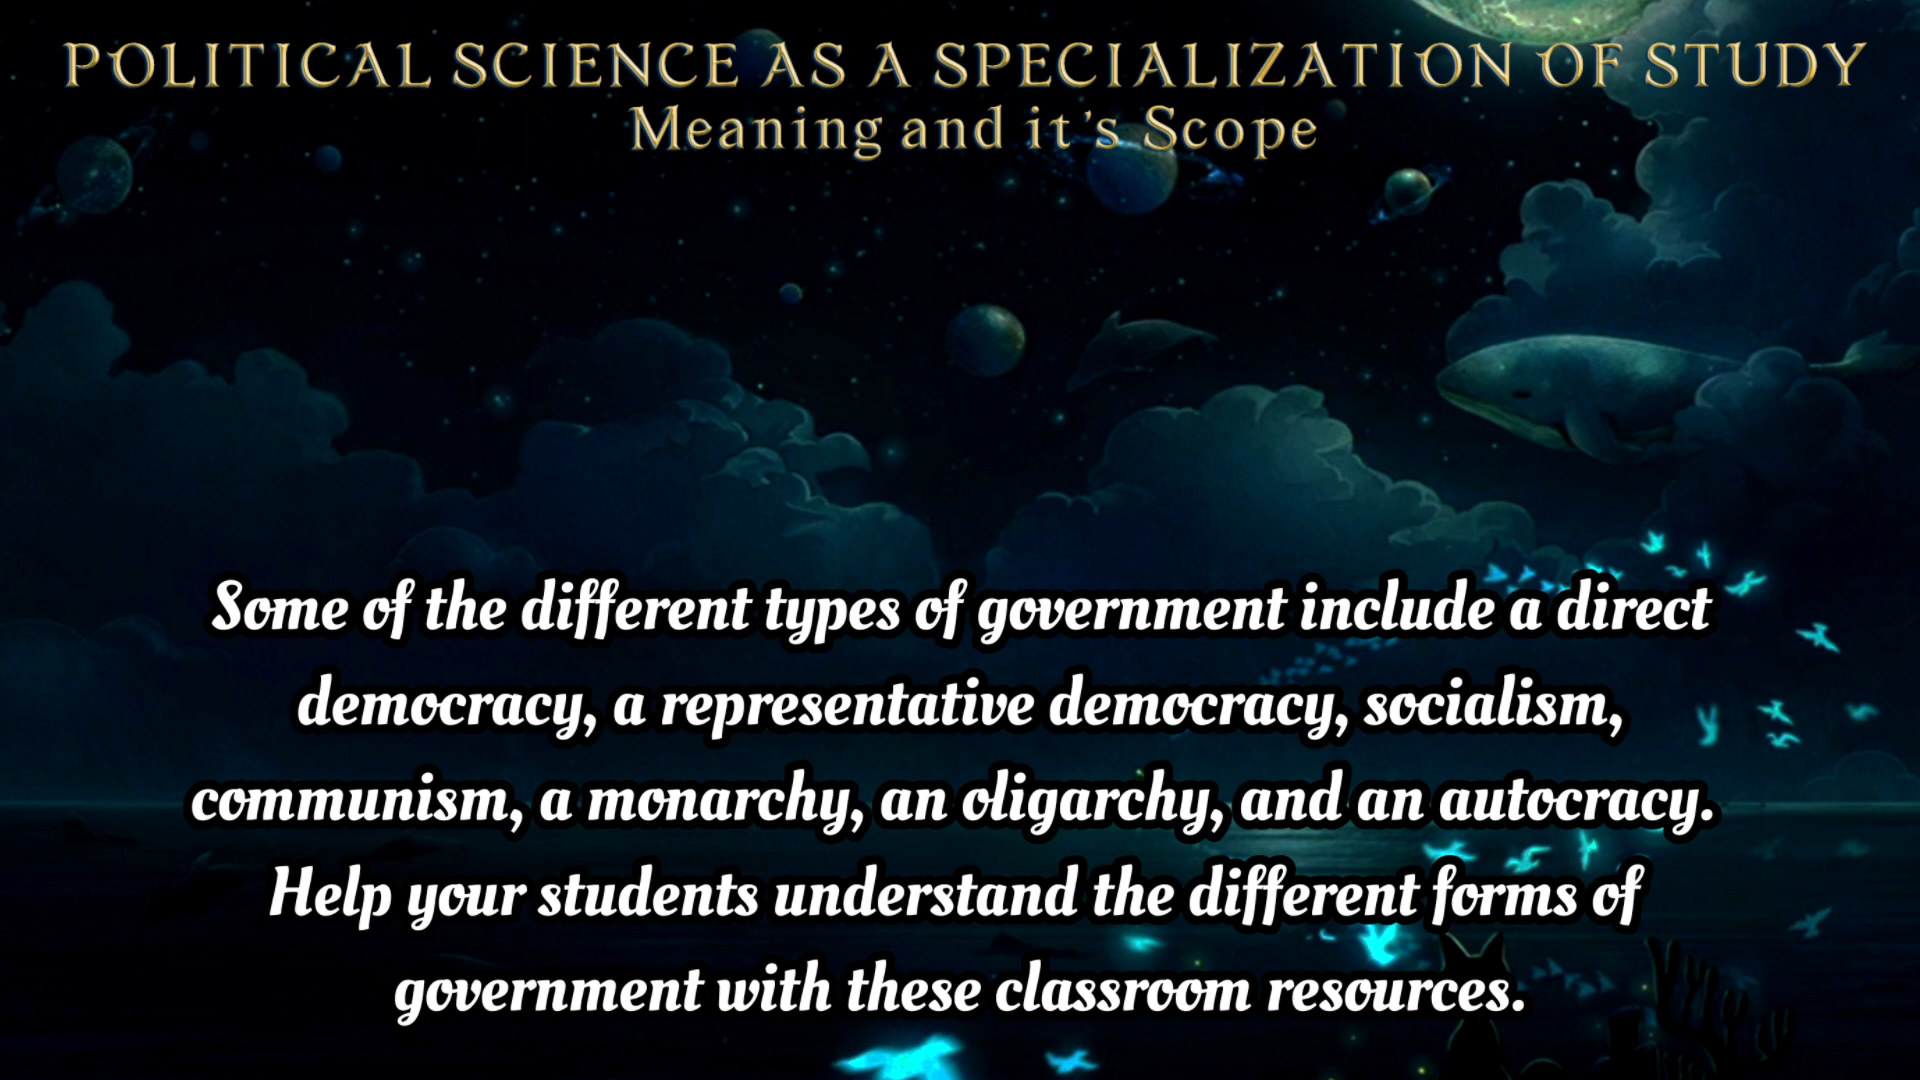 POLITICAL SCIENCE AS A SPECIALIZATION OF STUDY
Meaning and it's Scope
Some of the different types of government include a direct
democracy, a representative democracy, socialism,
communism, a monarchy, an oligarchy, and an autocracy.
Help your students understand the different forms of
government with these classroom resources.